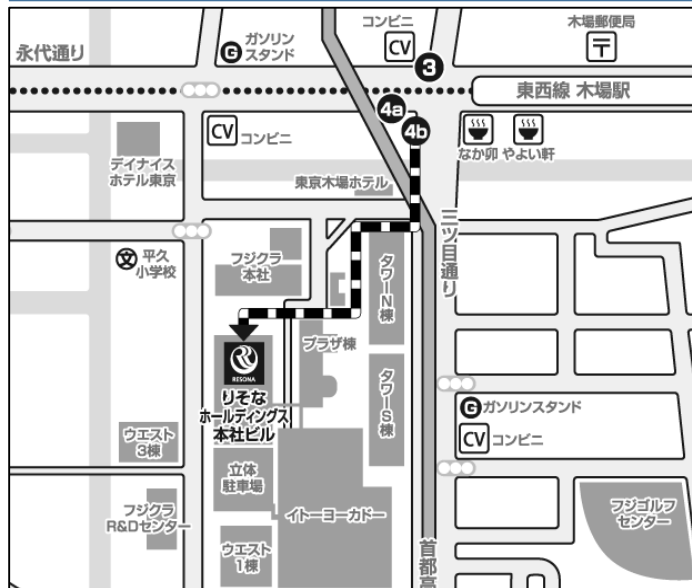 コンビニ
CV
木場郵便局
〒
永代通り
G
ガソリン
スタンド
3
東西線 木場駅
4a
4b
CV
コンビニ
なか卯
やよい軒
デイナイス
ホテル東京
東京木場ホテル
三ツ目通り
文
平久
小学校
フジクラ
本社
タワーN棟
プラザ棟
RESONA
りそな
ホールディングス
本社ビル
タワーS棟
G
ガソリンスタンド
CV
コンビニ
ウエスト
3棟
立体
駐車場
イトーヨーカドー
フジクラ
R&Dセンター
フジゴルフ
センター
ウエスト
1棟
首都高